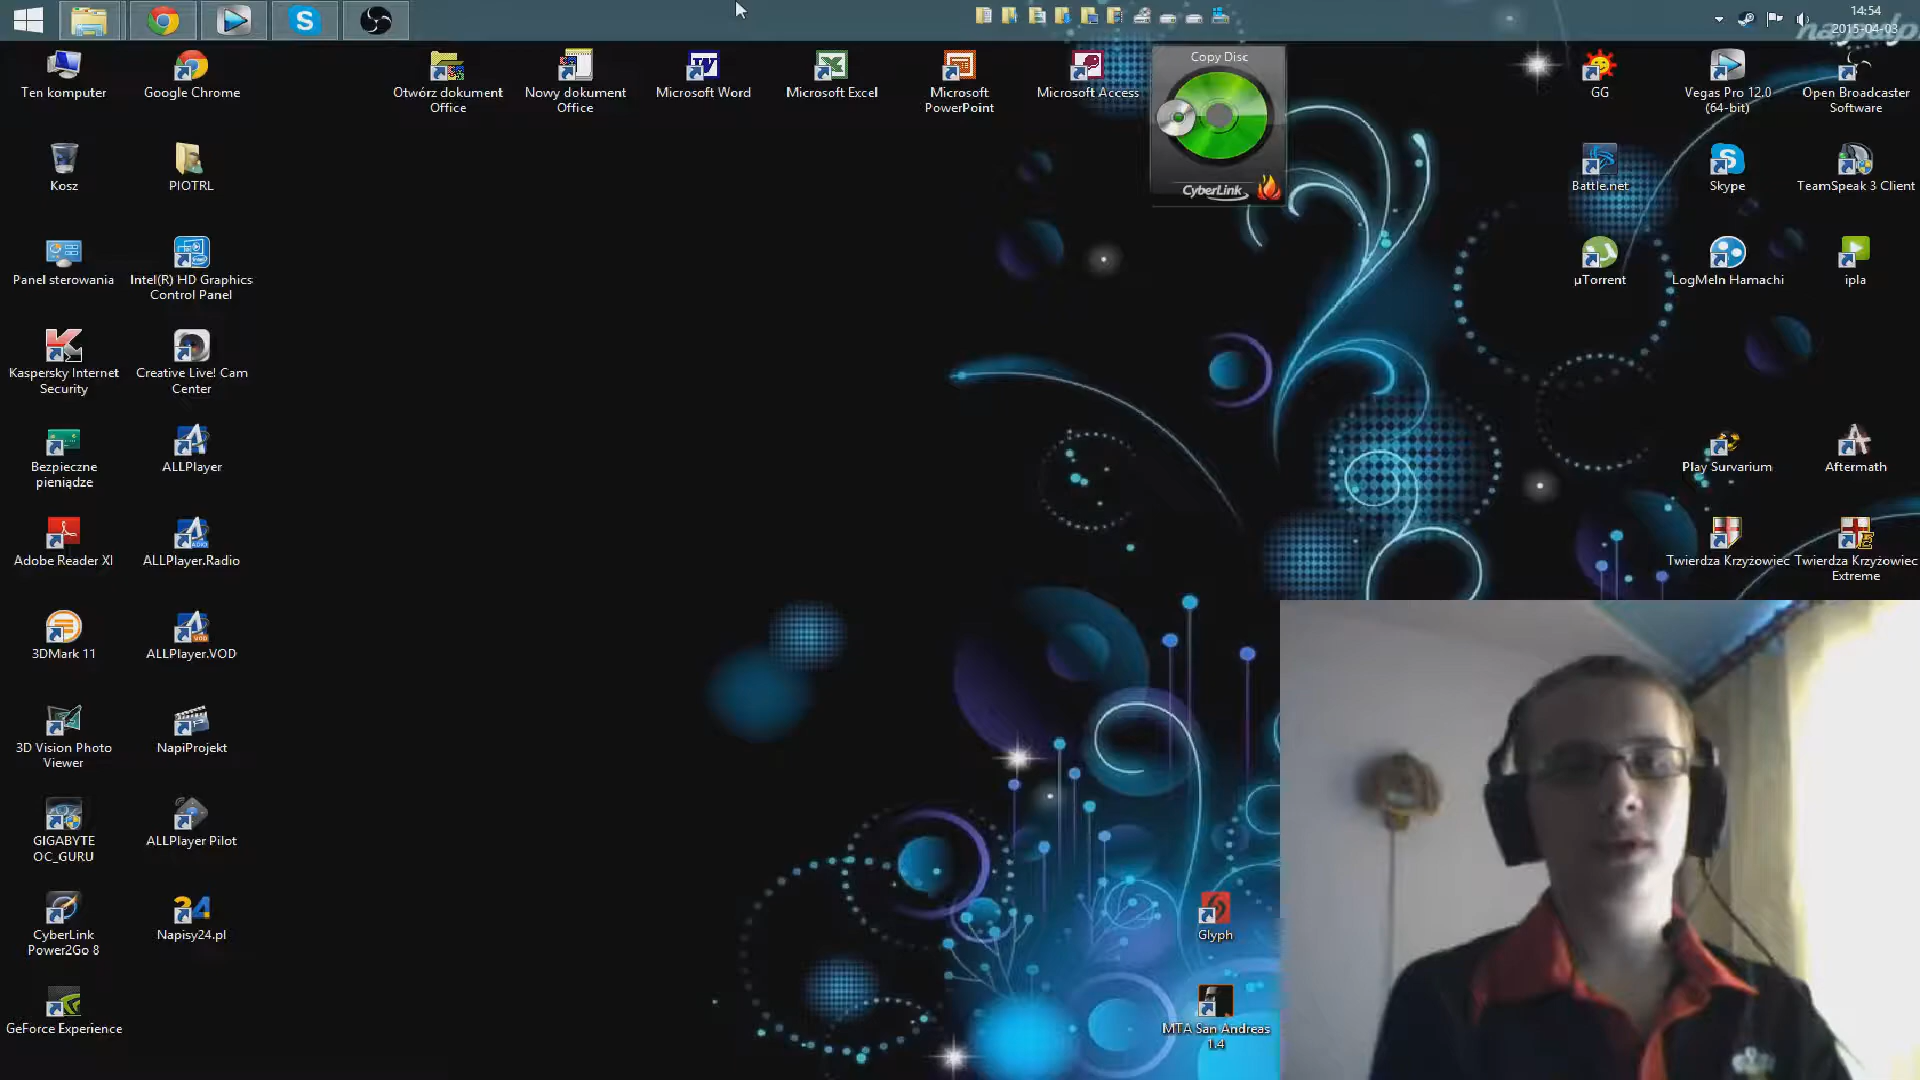 14:54
2015-04-03
Ten komputer
Google Chrome
Otwórz dokument
Office
Nowy dokument
Office
Microsoft Word
Microsoft Excel
Microsoft
PowerPoint
Microsoft Access
Copy Disc
CyberLink
GG
Vegas Pro 12.0
(64-bit)
Open Broadcaster
Software
Kosz
PIOTRL
Battle.net
Skype
TeamSpeak 3 Client
Panel sterowania
Intel(R) HD Graphics
Control Panel
µTorrent
LogMeIn Hamachi
ipla
Kaspersky Internet
Security
Creative Live! Cam
Center
Bezpieczne
pieniądze
ALLPlayer
Play Survarium
Aftermath
Adobe Reader XI
ALLPlayer.Radio
Twierdza Krzyżowiec
Twierdza Krzyżowiec
Extreme
3DMark 11
ALLPlayer.VOD
3D Vision Photo
Viewer
NapiProjekt
GIGABYTE
OC_GURU
ALLPlayer Pilot
CyberLink
Power2Go 8
Napisy24.pl
Glyph
GeForce Experience
MTA San Andreas
1.4